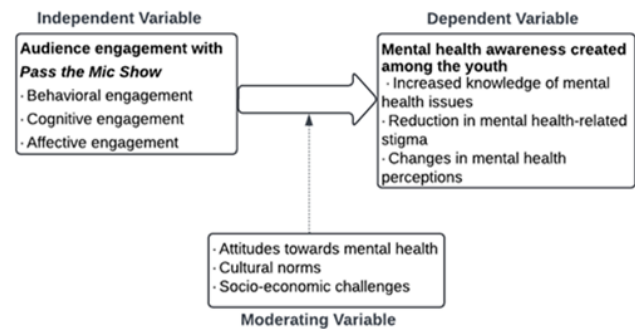 Independent Variable
Audience engagement with
Pass the Mic Show
· Behavioral engagement
· Cognitive engagement
· Affective engagement
Dependent Variable
Mental health awareness created
among the youth
· Increased knowledge of mental
health issues
· Reduction in mental health-related
stigma
· Changes in mental health
perceptions
· Attitudes towards mental health
· Cultural norms
· Socio-economic challenges
Moderating Variable